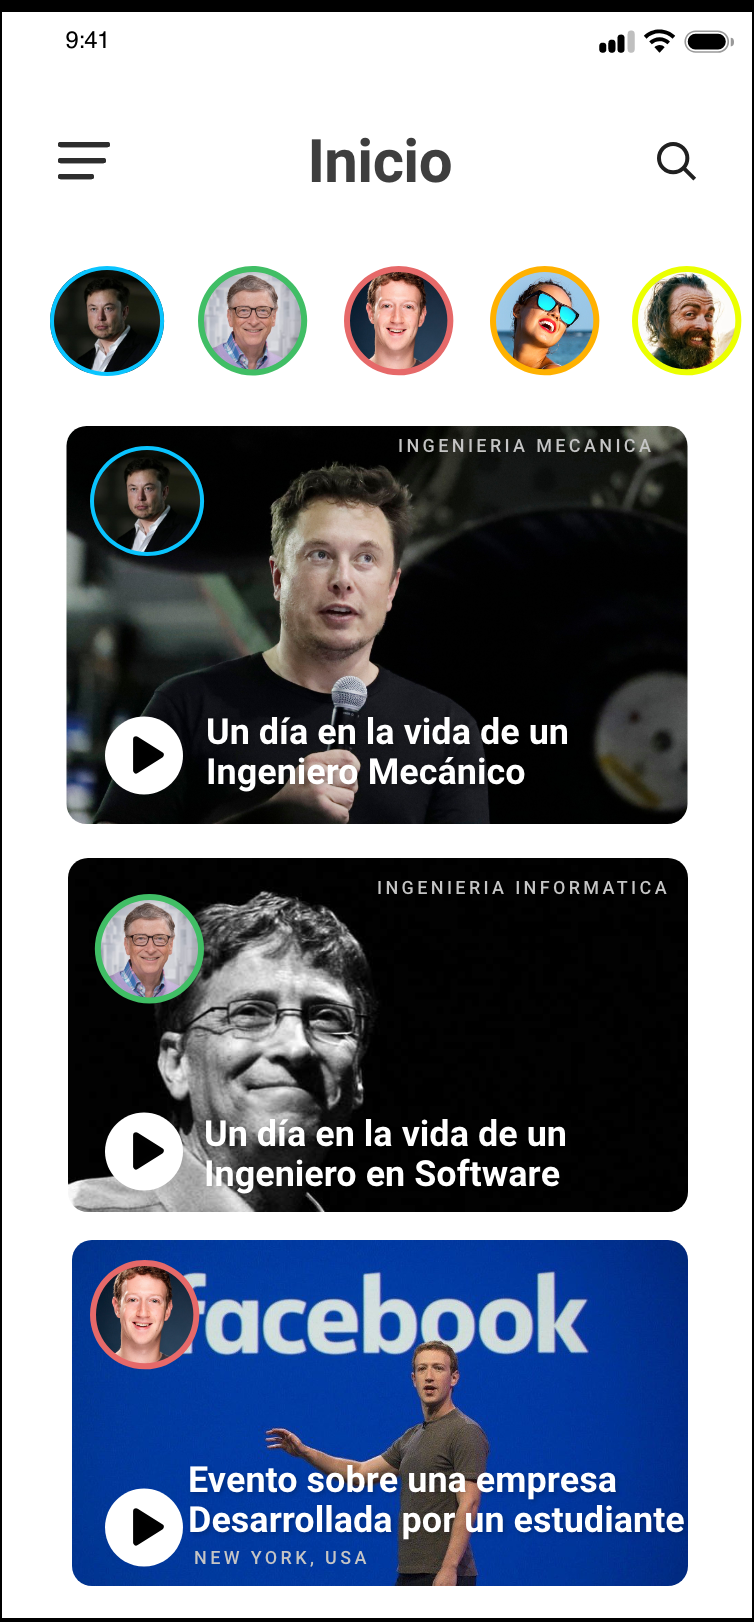 9:41
Inicio
INGENIERIA MECANICA
Un día en la vida de un
Ingeniero Mecánico
INGENIERIA INFORMATICA
Un día en la vida de un
Ingeniero en Software
facebook
Evento sobre una empresa
Desarrollada por un estudiante
NEW YORK, USA